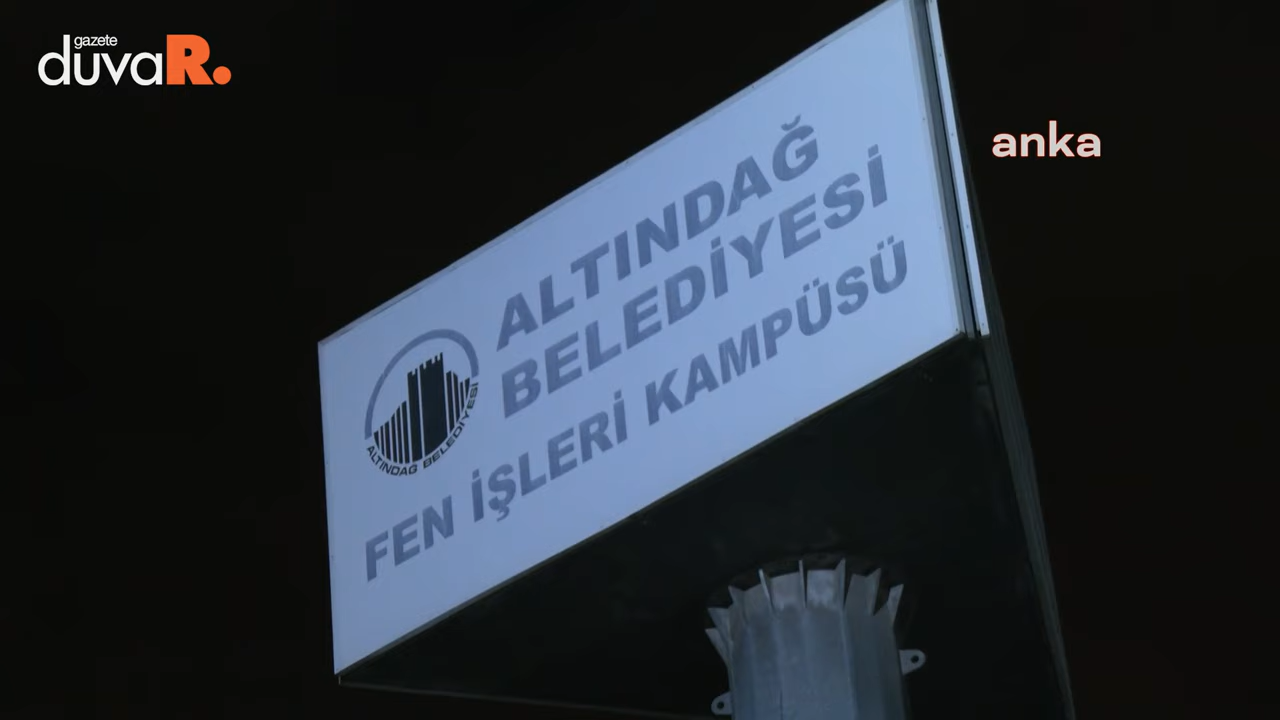 gazete
duvaR.
anka
ALTINDAĞ
BELEDİYESİ
FEN İŞLERİ KAMPÜSÜ
ALTINDAĞ BELEDİYESİ